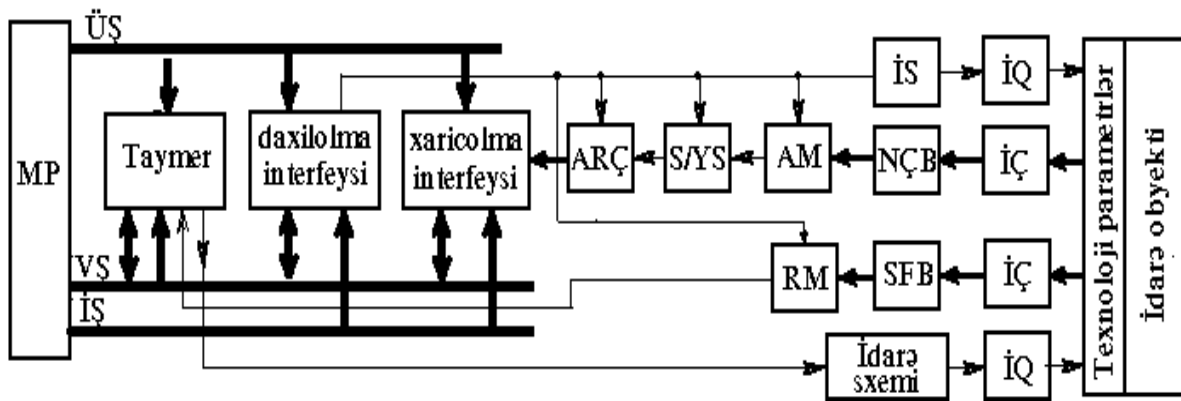 ÜŞ
MP
Taymer
daxilolma
interfeysi
xaricolma
interfeysi
ARÇ
S/YS
AM
NÇB
İÇ
İS
İQ
VŞ
İŞ
RM
SFB
İÇ
İdarə
sxemi
İQ
Texnoloji parametrlər
İdarə obyekti